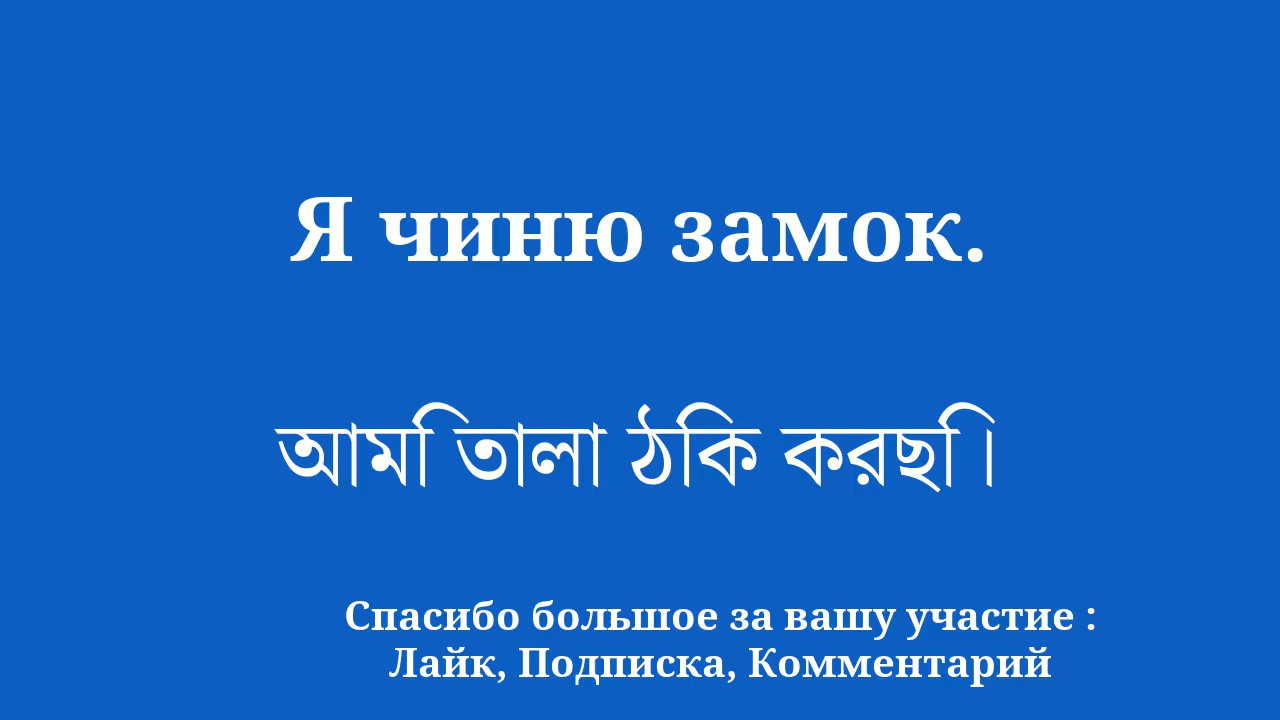 Я чиню замок.
আমি তালা ঠিক করছি।
Спасибо большое за вашу участие :
Лайк, Подписка, Комментарий